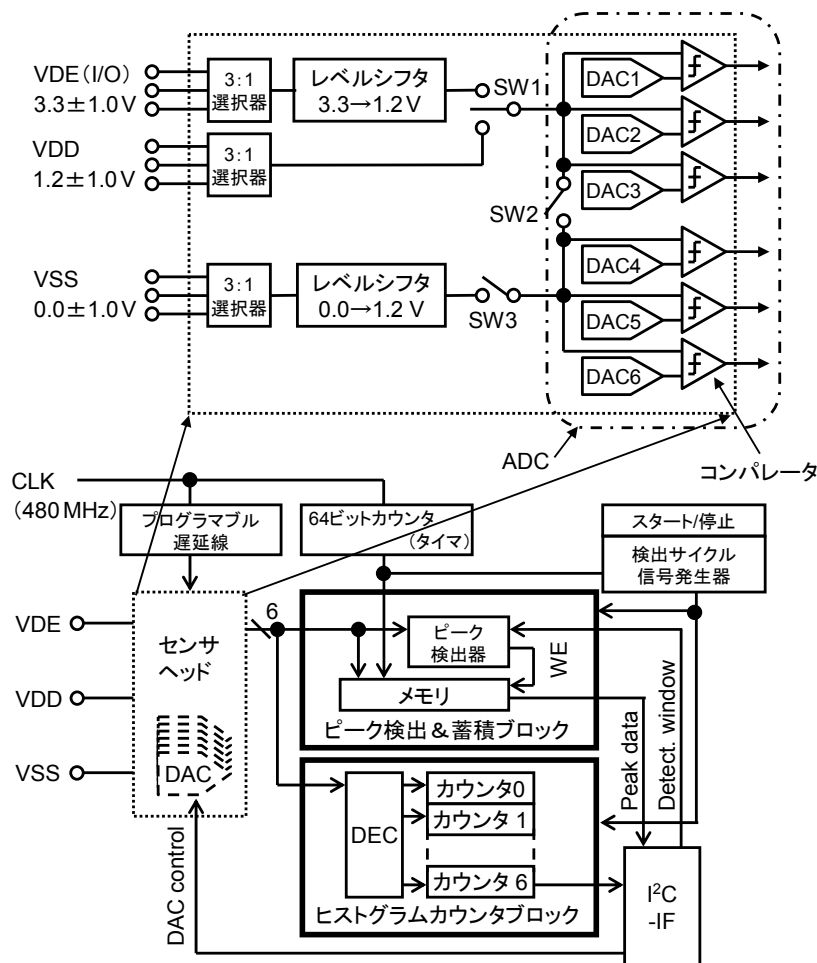 VDE(I/O)
3.3±1.0V
3:1
選択器
レベルシフタ
3.3→1.2 V
SW1
VDD
1.2±1.0V
3:1
選択器
SW2
VSS
0.0±1.0V
3:1
選択器
レベルシフタ
0.0→1.2 V
SW3
DAC1
DAC2
DAC3
DAC4
DAC5
DAC6
ADC
コンパレータ
CLK
(480MHz)
プログラマブル
遅延線
64ビットカウンタ
(タイマ)
スタート/停止
検出サイクル
信号発生器
VDE
VDD
VSS
センサ
ヘッド
DAC
6
ピーク
検出器
WE
メモリ
ピーク検出&蓄積ブロック
DEC
カウンタ0
カウンタ 1
カウンタ 6
ヒストグラムカウンタブロック
Peak data
Detect. window
DAC control
I²C
-IF